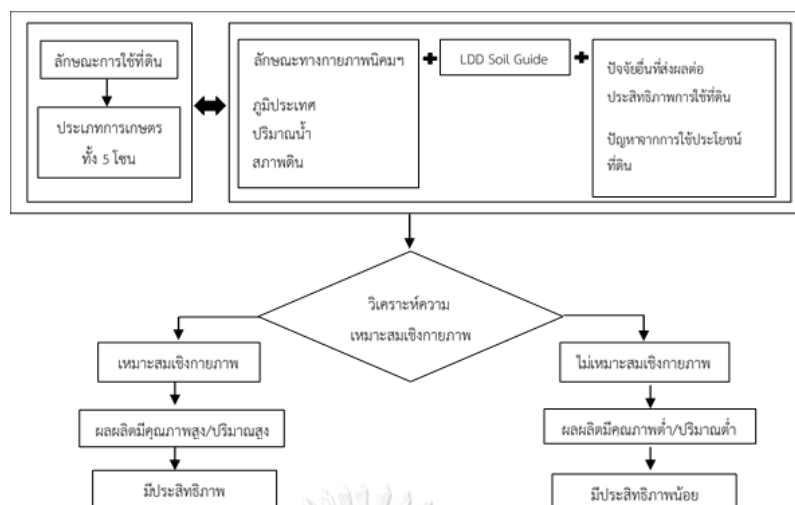 ลักษณะการใช้ที่ดิน
ประเภทการเกษตร
ทั้ง 5 โซน
ลักษณะทางกายภาพนิคมฯ
ภูมิประเทศ
ปริมาณน้ำ
สภาพดิน
LDD Soil Guide
ปัจจัยอื่นที่ส่งผลต่อ
ประสิทธิภาพการใช้ที่ดิน
ปัญหาจากการใช้ประโยชน์
ที่ดิน
วิเคราะห์ความ
เหมาะสมเชิงกายภาพ
เหมาะสมเชิงกายภาพ
ผลผลิตมีคุณภาพสูง/ปริมาณสูง
มีประสิทธิภาพ
ไม่เหมาะสมเชิงกายภาพ
ผลผลิตมีคุณภาพต่ำ/ปริมาณต่ำ
มีประสิทธิภาพน้อย